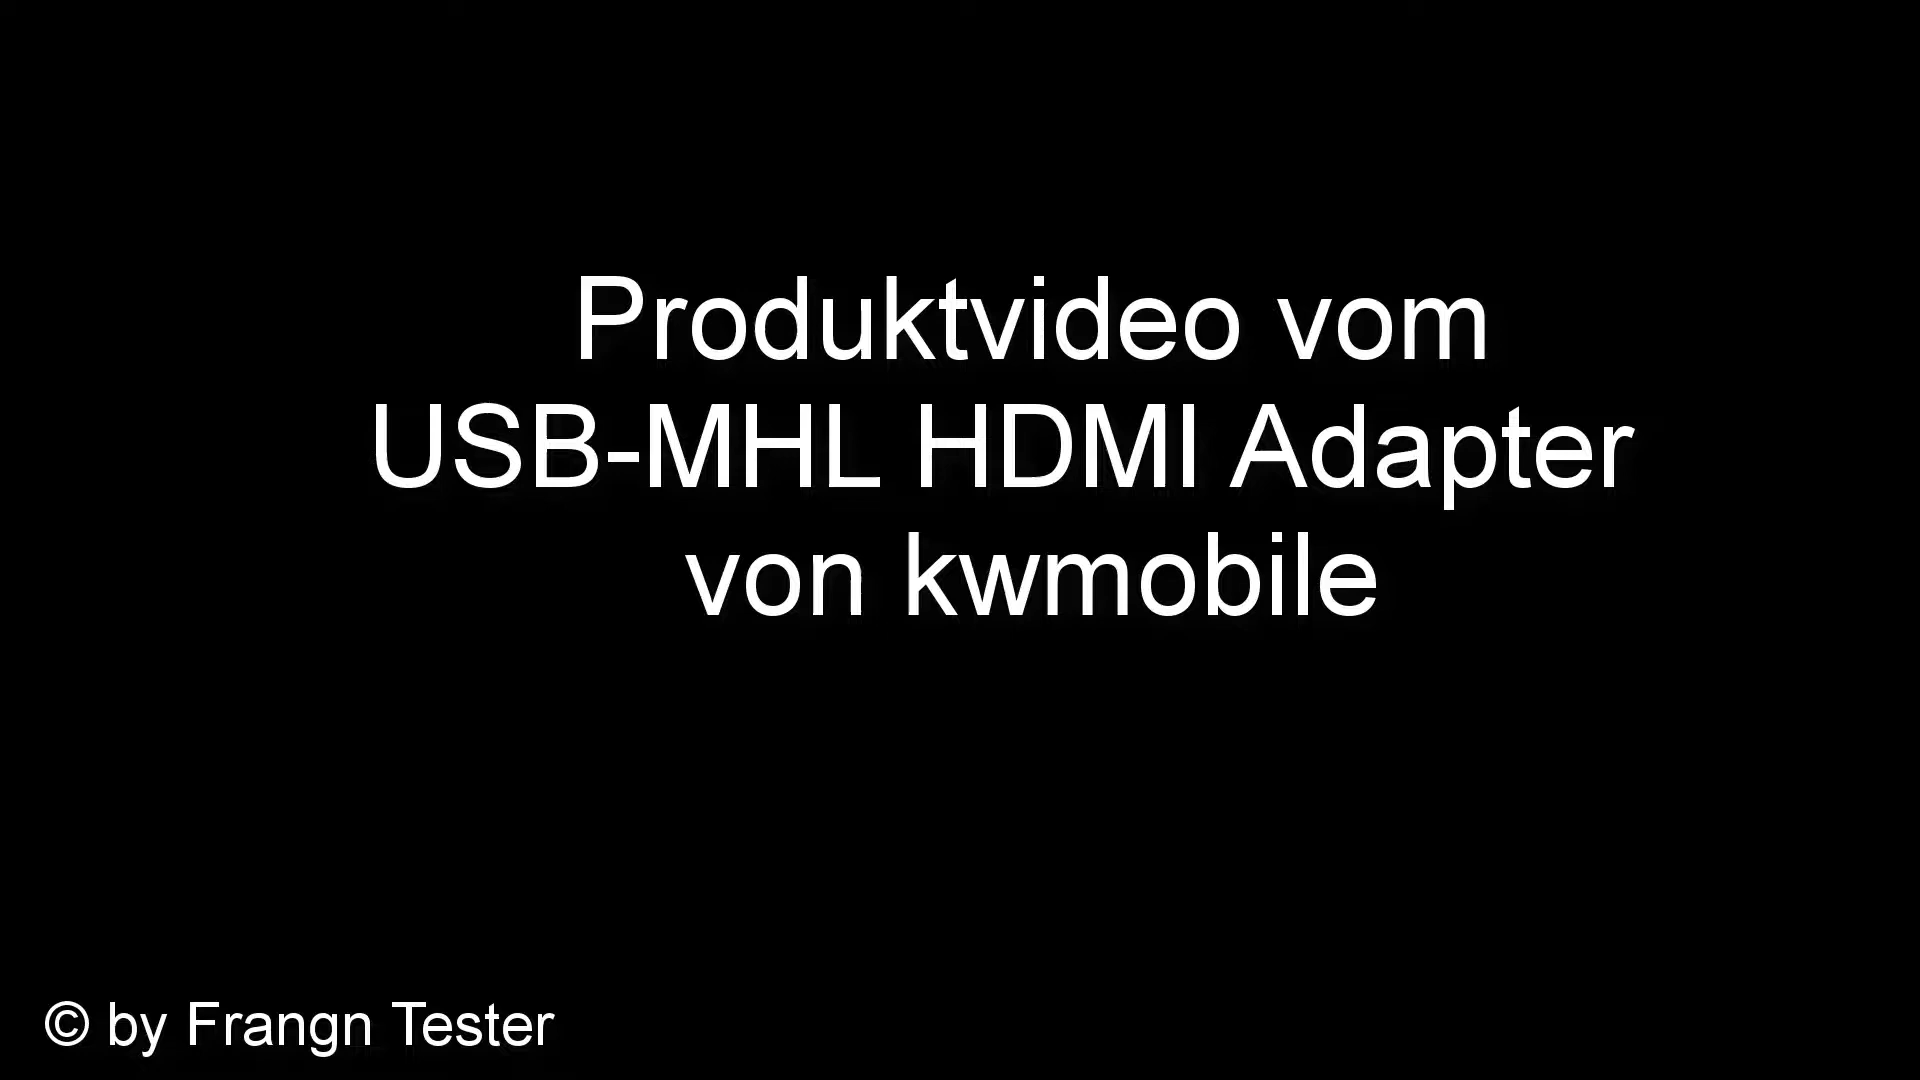 Produktvideo vom
USB-MHL HDMI Adapter
von kwmobile
© by Frangn Tester